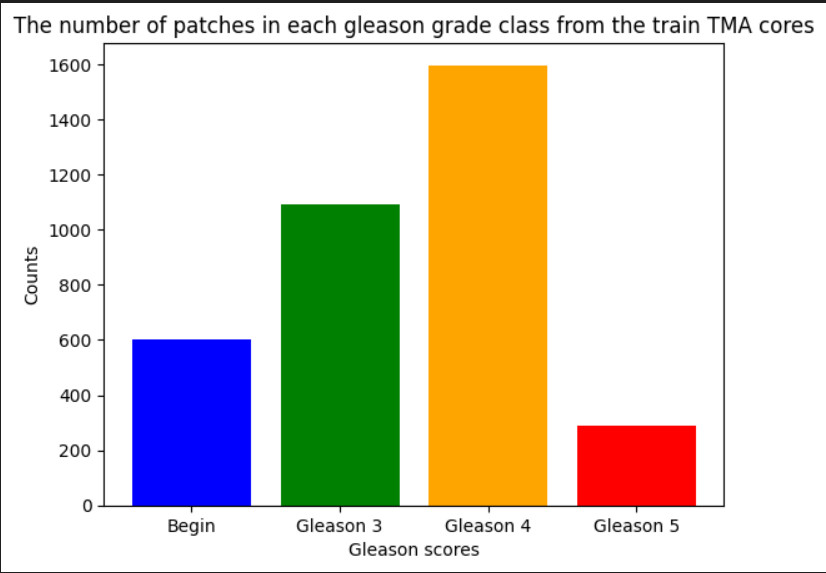 The number of patches in each gleason grade class from the train TMA cores
1600
1400
1200
1000
800
600
400
200
0
Counts
Begin Gleason 3 Gleason 4 Gleason 5
Gleason scores